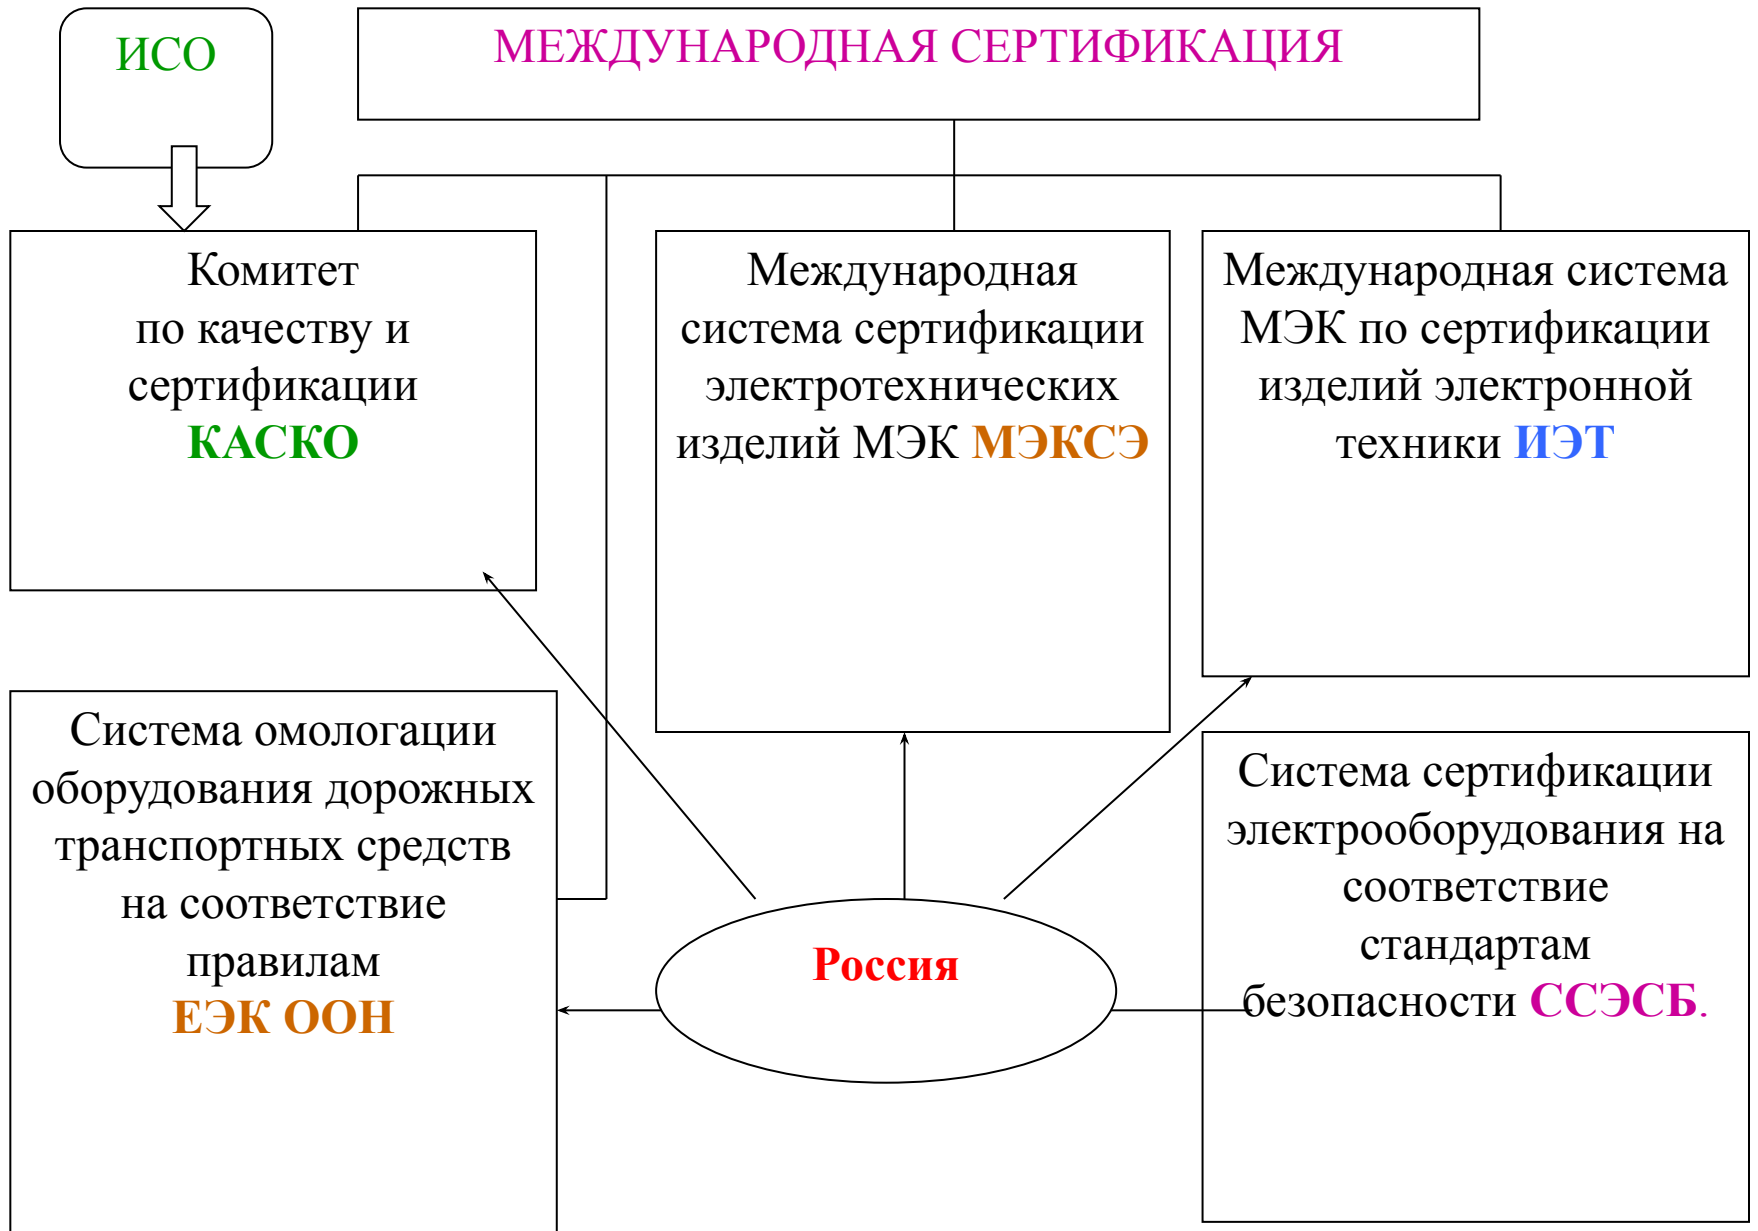 ИСО
МЕЖДУНАРОДНАЯ СЕРТИФИКАЦИЯ
Комитет
по качеству и
сертификации
КАСКО
Международная
система сертификации
электротехнических
изделий МЭК МЭКСЭ
Международная система
МЭК по сертификации
изделий электронной
техники ИЭТ
Система омологации
оборудования дорожных
транспортных средств
на соответствие
правилам
ЕЭК ООН
Россия
Система сертификации
электрооборудования на
соответствие
стандартам
безопасности ССЭСБ.